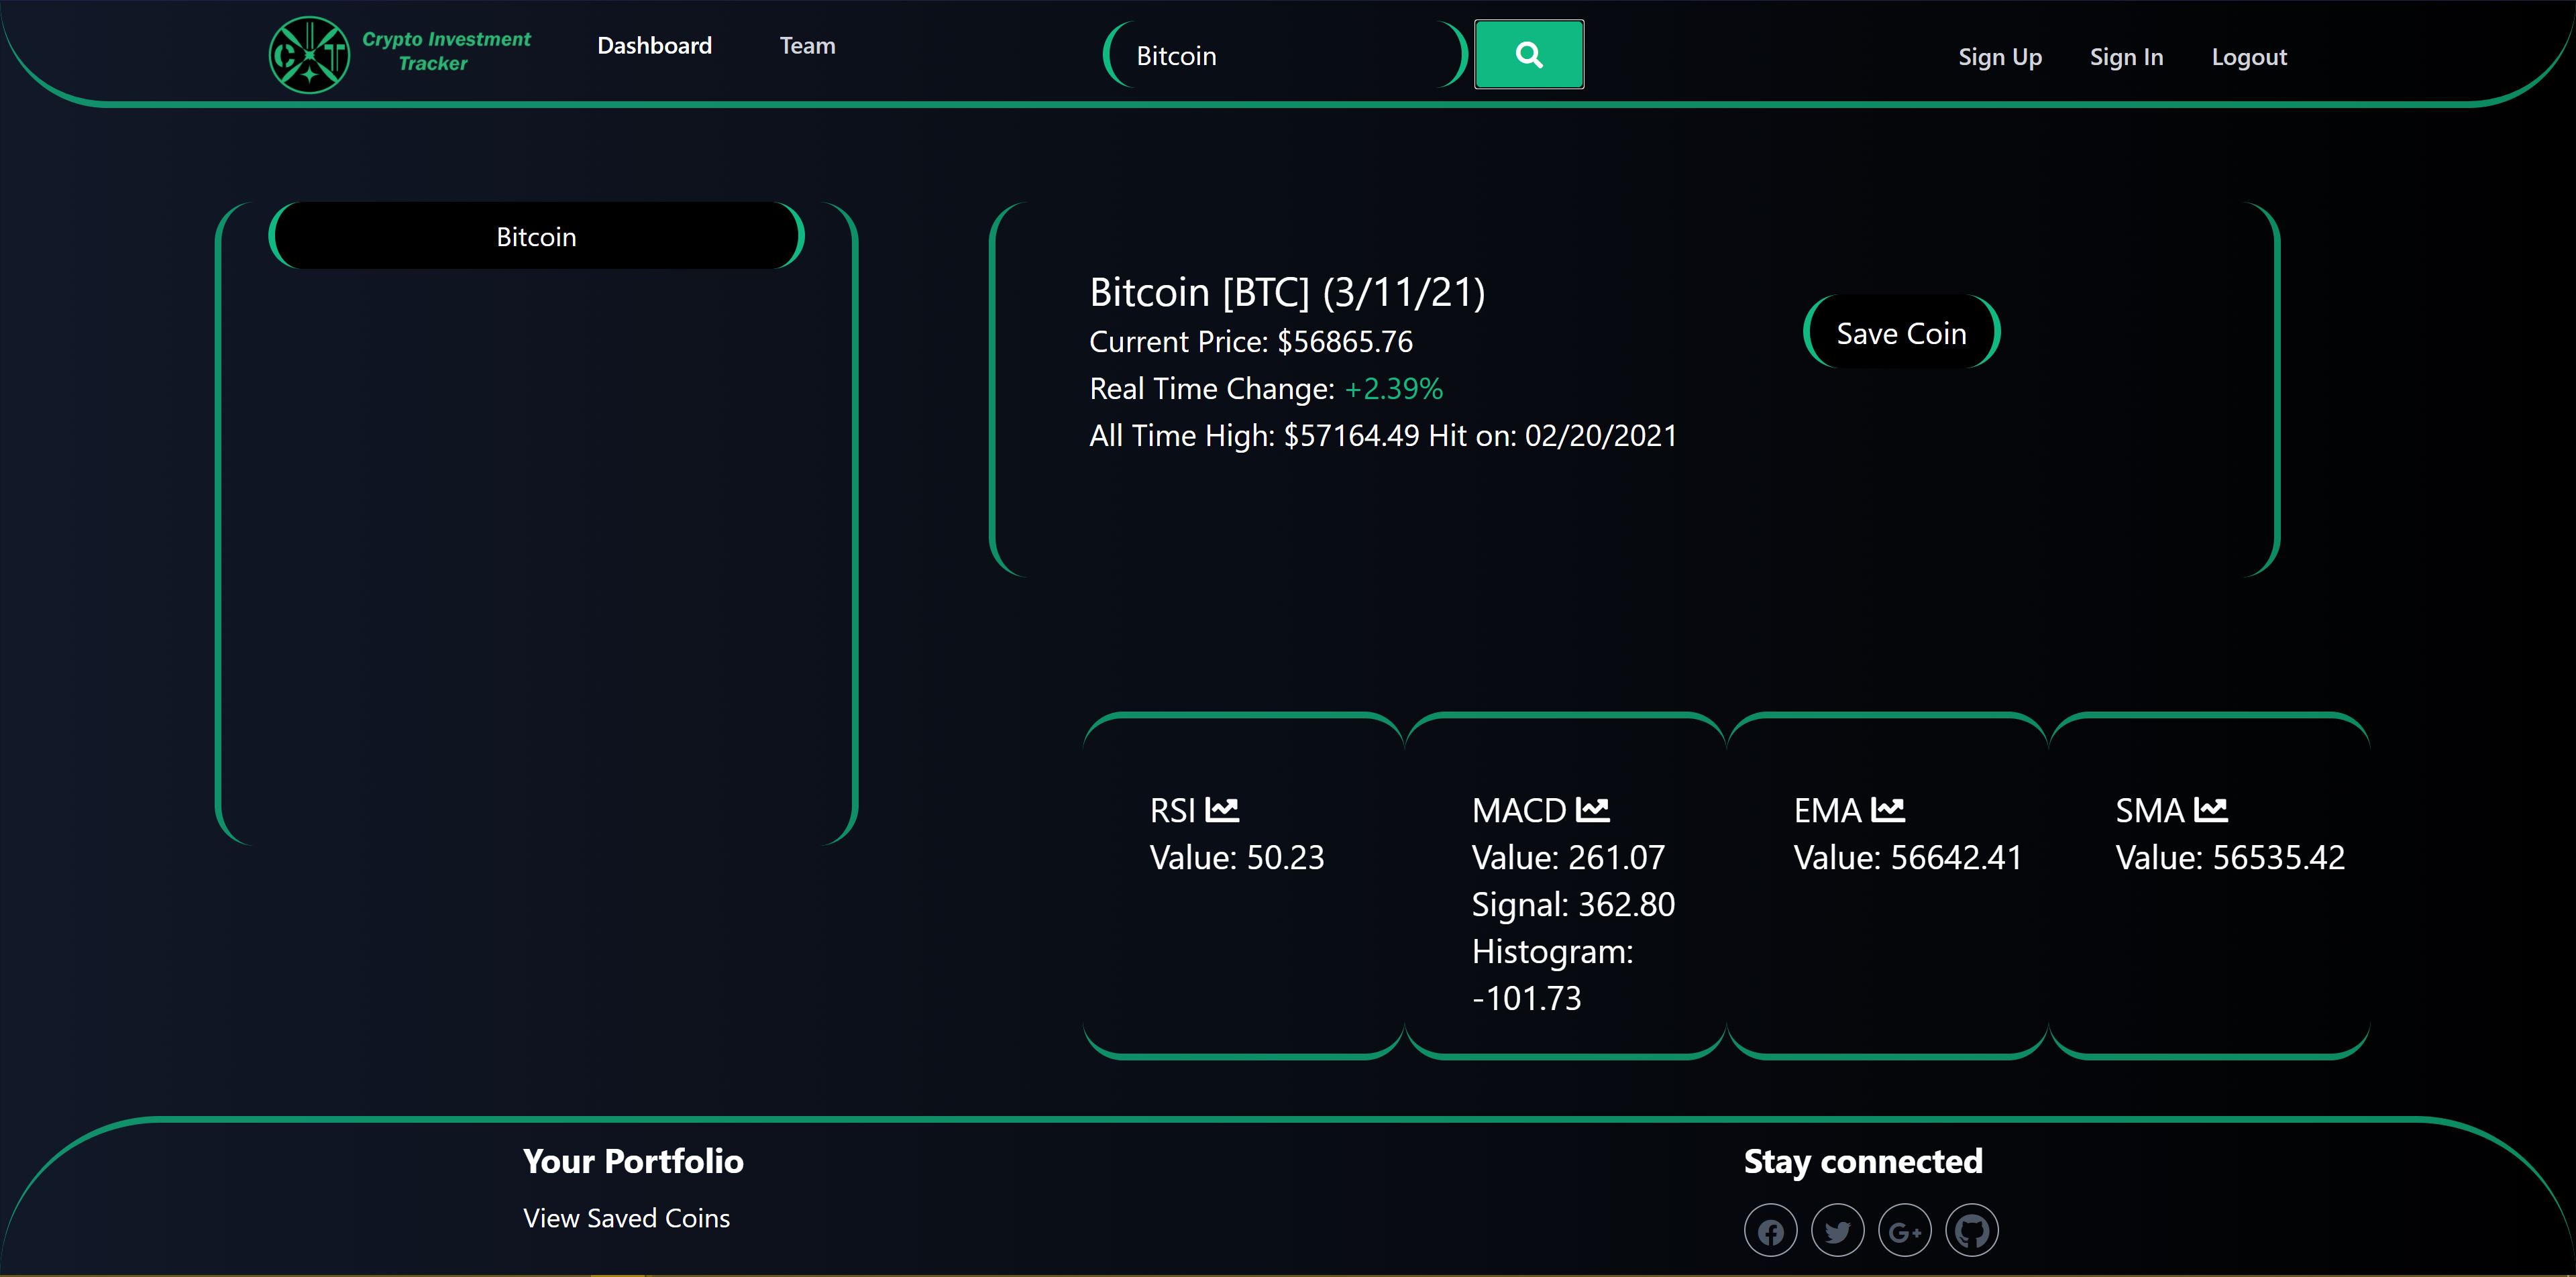 CT
Crypto Investment
Tracker
Dashboard
Team
Bitcoin
Sign Up
Sign In
Logout
Bitcoin
Bitcoin [BTC] (3/11/21)
Current Price: $56865.76
Real Time Change: +2.39%
All Time High: $57164.49 Hit on: 02/20/2021
Save Coin
RSI
Value: 50.23
MACD
Value: 261.07
Signal: 362.80
Histogram:
-101.73
EMA
Value: 56642.41
SMA
Value: 56535.42
Your Portfolio
View Saved Coins
Stay connected
G+